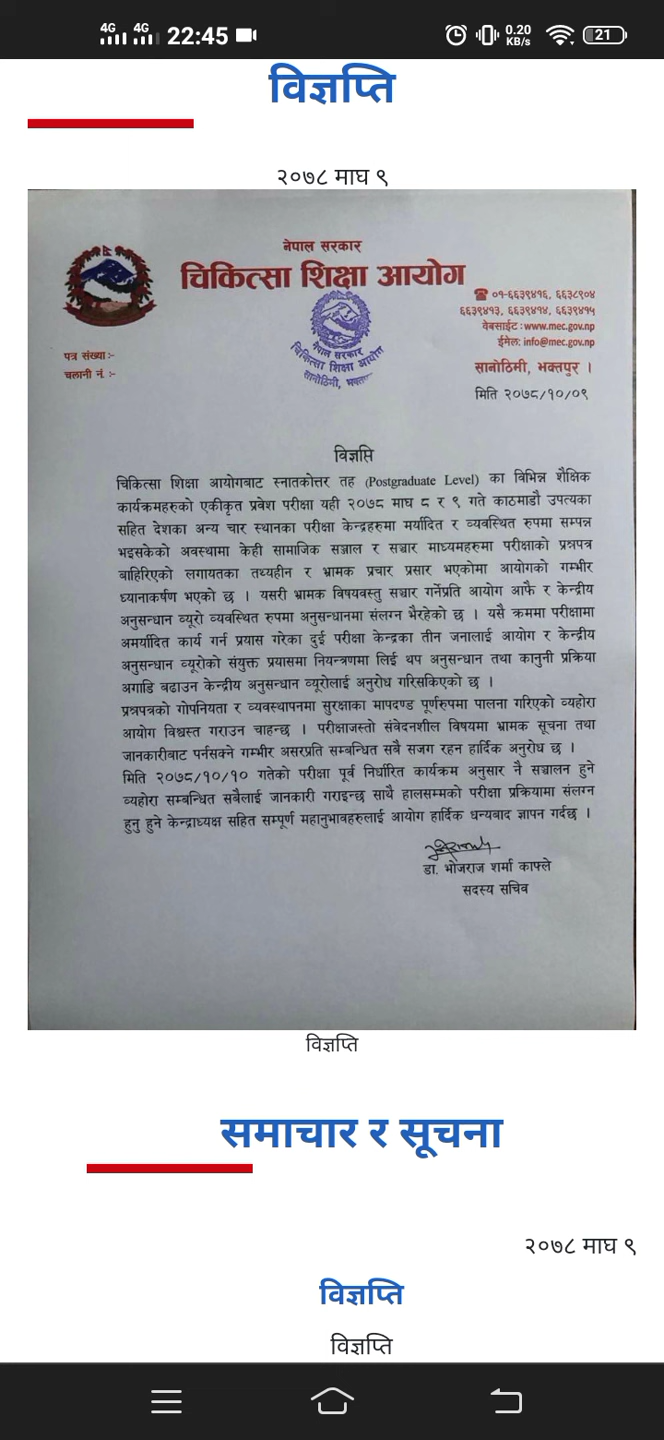 4G 4G 22:45 0.20 KB/s 21
विज्ञप्ति
२०७८ माघ ९
नेपाल सरकार
चिकित्सा शिक्षा आयोग
☎ ०१-६६३९४१६, ६६३८९०४
६६३९४१३, ६६३९४१४, ६६३९४१५
वेबसाईट : www.mec.gov.np
ईमेल: info@mec.gov.np
नेपाल सरकार
चिकित्सा शिक्षा आयोग
सानोठिमी,
पत्र संख्या :-
चलानी नं. :-
सानोठिमी, भक्तपुर ।
मिति २०७८/१०/०९
विज्ञप्ति
चिकित्सा शिक्षा आयोगबाट स्नातकोत्तर तह (Postgraduate Level) का विभिन्न शैक्षिक
कार्यक्रमहरुको एकीकृत प्रवेश परीक्षा यही २०७८ माघ ८ र ९ गते काठमाडौ उपत्यका
सहित देशका अन्य चार स्थानका परीक्षा केन्द्रहरुमा मर्यादित र व्यवस्थित रुपमा सम्पन्न
भइसकेको अवस्थामा केही सामाजिक सञ्जाल र सञ्चार माध्यमहरुमा परीक्षाको प्रश्नपत्र
बाहिरिएको लगायतका तथ्यहीन र भ्रामक प्रचार प्रसार भएकोमा आयोगको गम्भीर
ध्यानाकर्षण भएको छ । यसरी भ्रामक विषयवस्तु सञ्चार गर्नेप्रति आयोग आफै र केन्द्रीय
अनुसन्धान व्यूरो व्यवस्थित रुपमा अनुसन्धानमा संलग्न भैरहेको छ । यसै क्रममा परीक्षामा
अमर्यादित कार्य गर्न प्रयास गरेका दुई परीक्षा केन्द्रका तीन जनालाई आयोग र केन्द्रीय
अनुसन्धान व्यूरोको संयुक्त प्रयासमा नियन्त्रणमा लिई थप अनुसन्धान तथा कानुनी प्रक्रिया
अगाडि बढाउन केन्द्रीय अनुसन्धान व्यूरोलाई अनुरोध गरिसकिएको छ ।
प्रश्नपत्रको गोपनियता र व्यवस्थापनमा सुरक्षाका मापदण्ड पूर्णरुपमा पालना गरिएको व्यहोरा
आयोग विश्वस्त गराउन चाहन्छ । परीक्षाजस्तो संवेदनशील विषयमा भ्रामक सूचना तथा
जानकारीबाट पर्नसक्ने गम्भीर असरप्रति सम्बन्धित सबै सजग रहन हार्दिक अनुरोध छ ।
मिति २०७८/१०/१० गतेको परीक्षा पूर्व निर्धारित कार्यक्रम अनुसार नै सञ्चालन हुने
व्यहोरा सम्बन्धित सबैलाई जानकारी गराइन्छ साथै हालसम्मको परीक्षा प्रक्रियामा संलग्न
हुनु हुने केन्द्राध्यक्ष सहित सम्पूर्ण महानुभावहरुलाई आयोग हार्दिक धन्यबाद ज्ञापन गर्दछ ।
डा. भोजराज शर्मा काफ्ले
सदस्य सचिव
विज्ञप्ति
समाचार र सूचना
२०७८ माघ ९
विज्ञप्ति
विज्ञप्ति